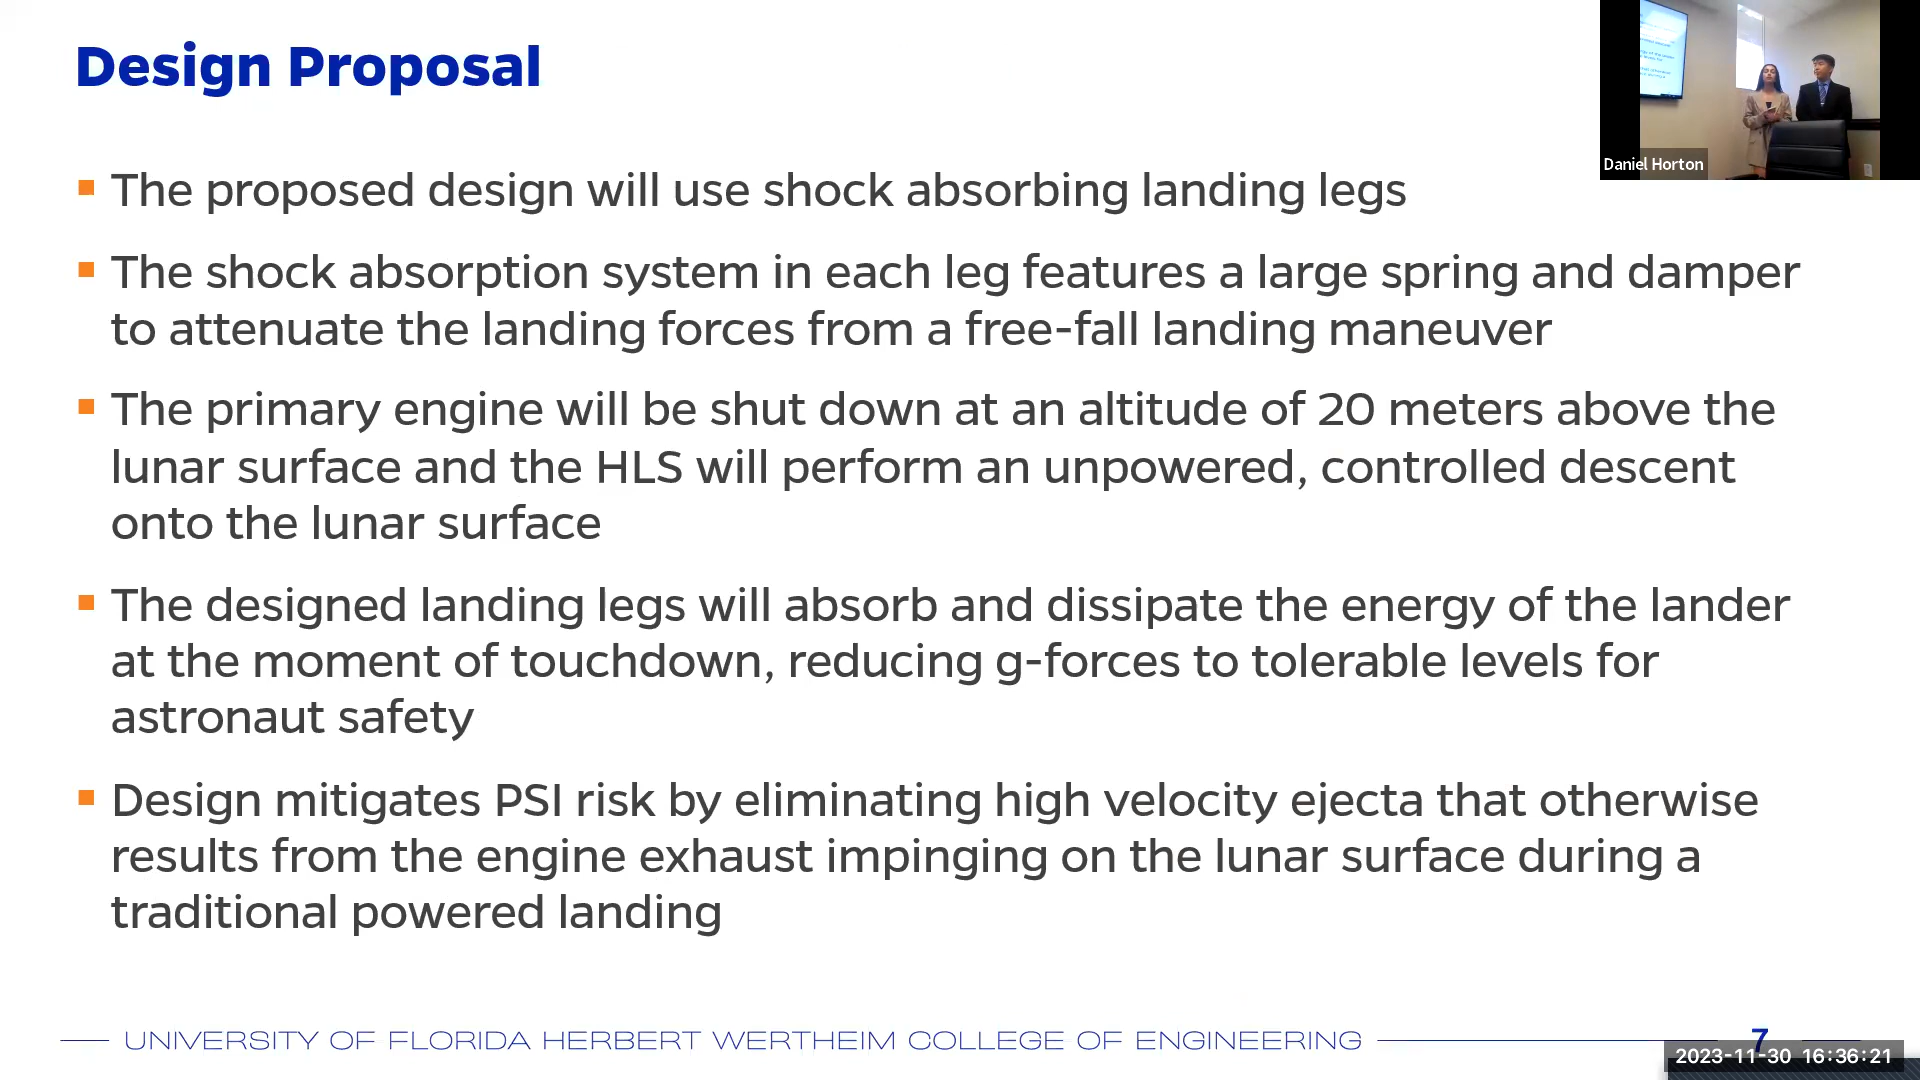 Design Proposal
Daniel Horton
The proposed design will use shock absorbing landing legs
The shock absorption system in each leg features a large spring and damper
to attenuate the landing forces from a free-fall landing maneuver
The primary engine will be shut down at an altitude of 20 meters above the
lunar surface and the HLS will perform an unpowered, controlled descent
onto the lunar surface
The designed landing legs will absorb and dissipate the energy of the lander
at the moment of touchdown, reducing g-forces to tolerable levels for
astronaut safety
Design mitigates PSI risk by eliminating high velocity ejecta that otherwise
results from the engine exhaust impinging on the lunar surface during a
traditional powered landing
UNIVERSITY OF FLORIDA HERBERT WERTHEIM COLLEGE OF ENGINEERING
7
2023-11-30 16:36:21